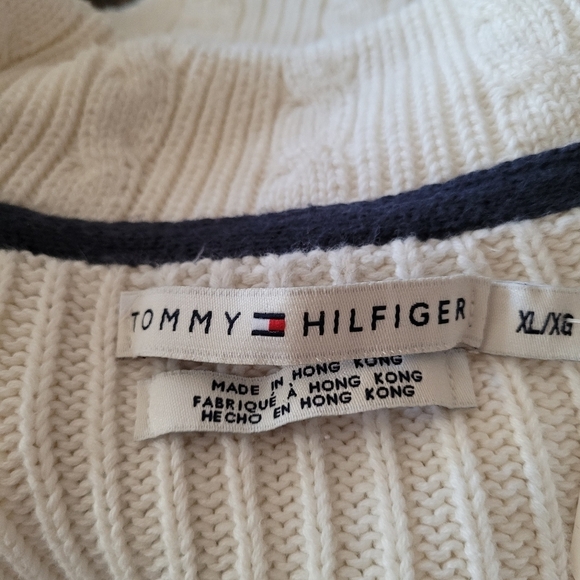 TOMMY HILFIGER
XL/XG
MADE IN HONG KONG
FABRIQUÉ À HONG KONG
HECHO EN HONG KONG